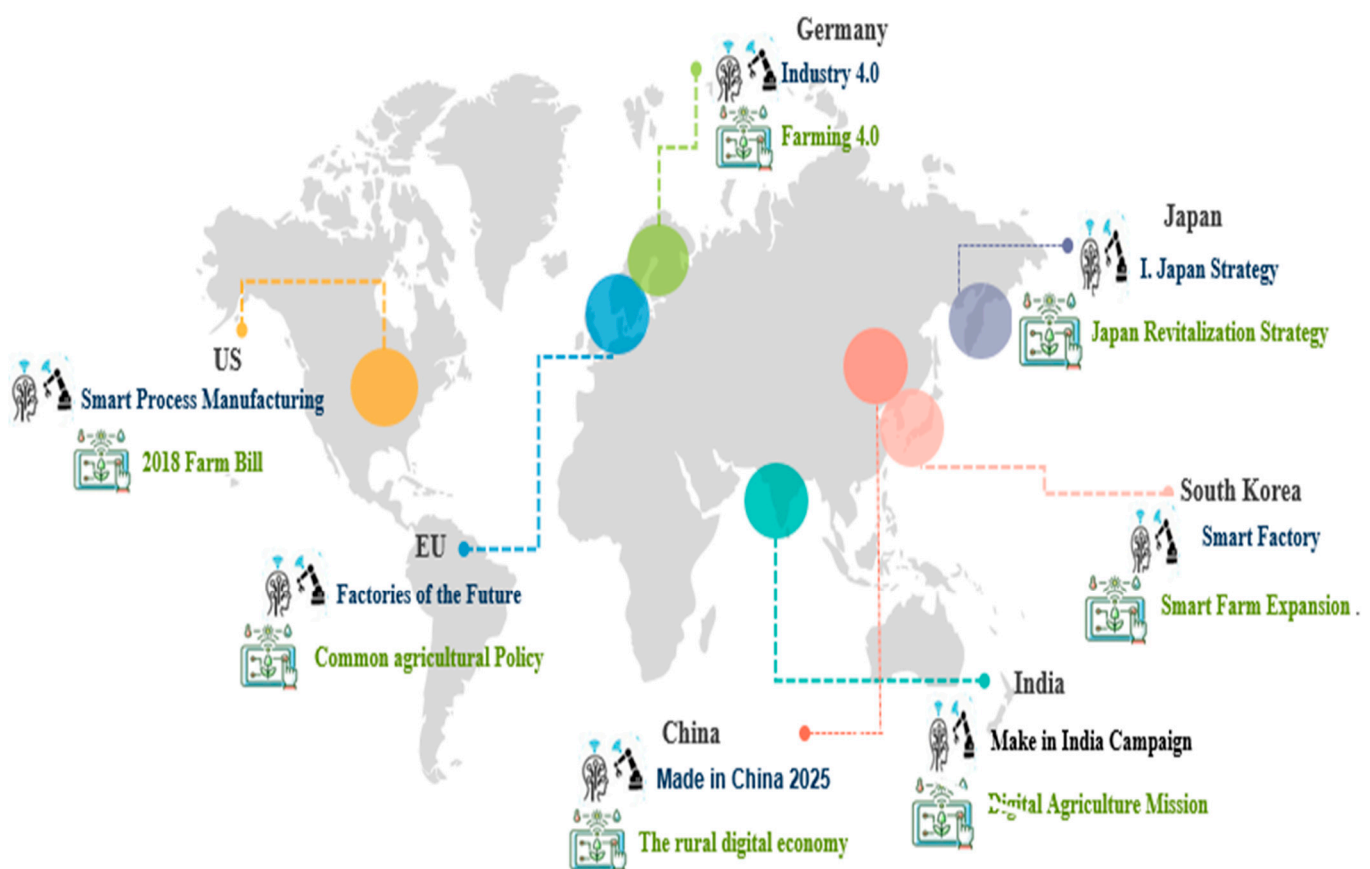 Germany
Industry 4.0
Farming 4.0
Japan
I. Japan Strategy
Japan Revitalization Strategy
US
Smart Process Manufacturing
2018 Farm Bill
South Korea
Smart Factory
Smart Farm Expansion .
EU
Factories of the Future
Common agricultural Policy
India
Make in India Campaign
Digital Agriculture Mission
China
Made in China 2025
The rural digital economy